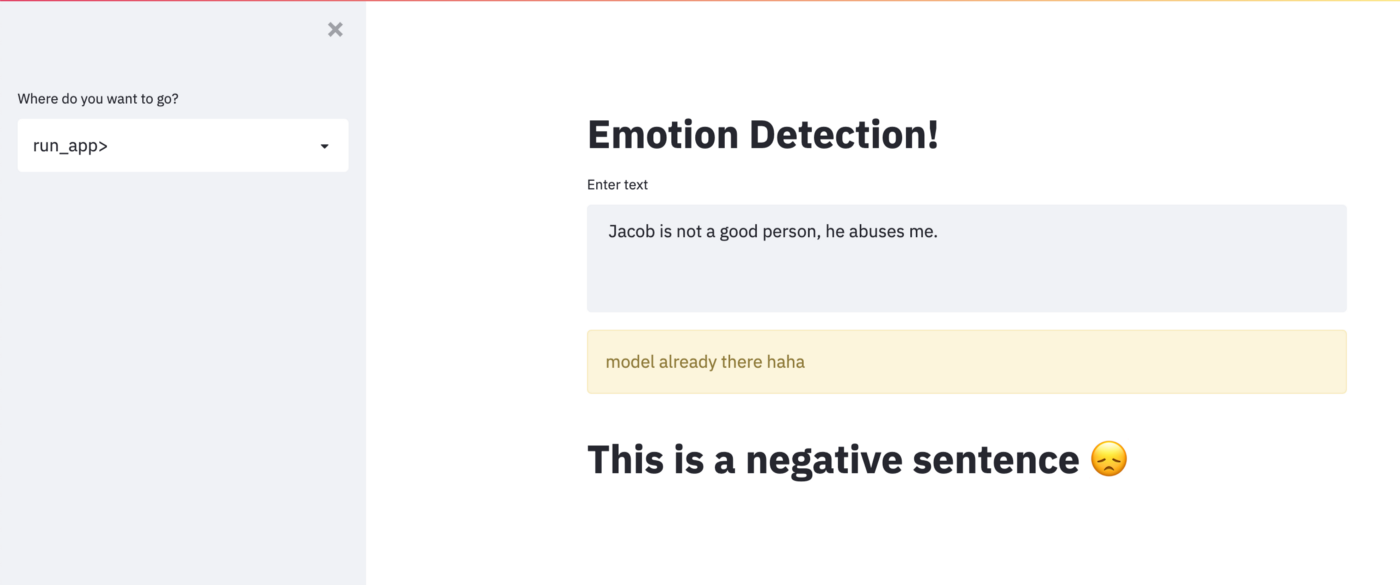 Where do you want to go?
run_app>
Emotion Detection!
Enter text
Jacob is not a good person, he abuses me.
model already there haha
This is a negative sentence 😞